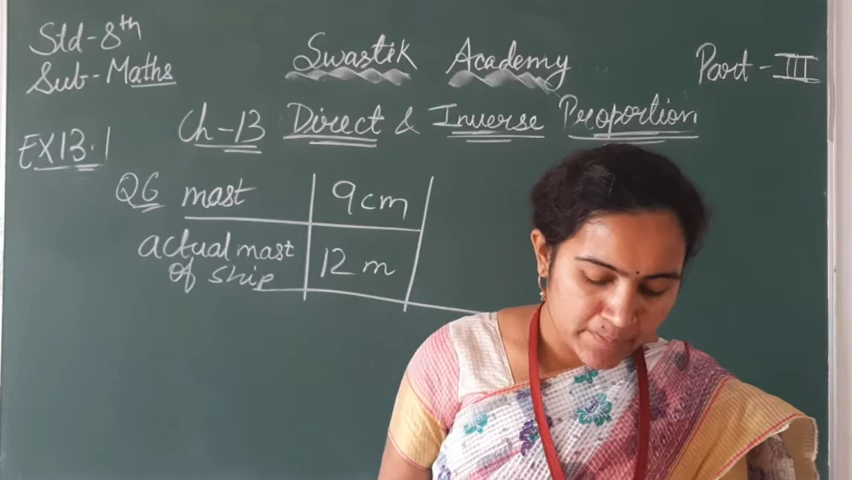 Std-8th
Swastik Academy
Part-III
Sub-Maths
Ch-13 Direct & Inverse Proportion
EX13.1
Q6 mast 9cm
actual mast of ship 12 m